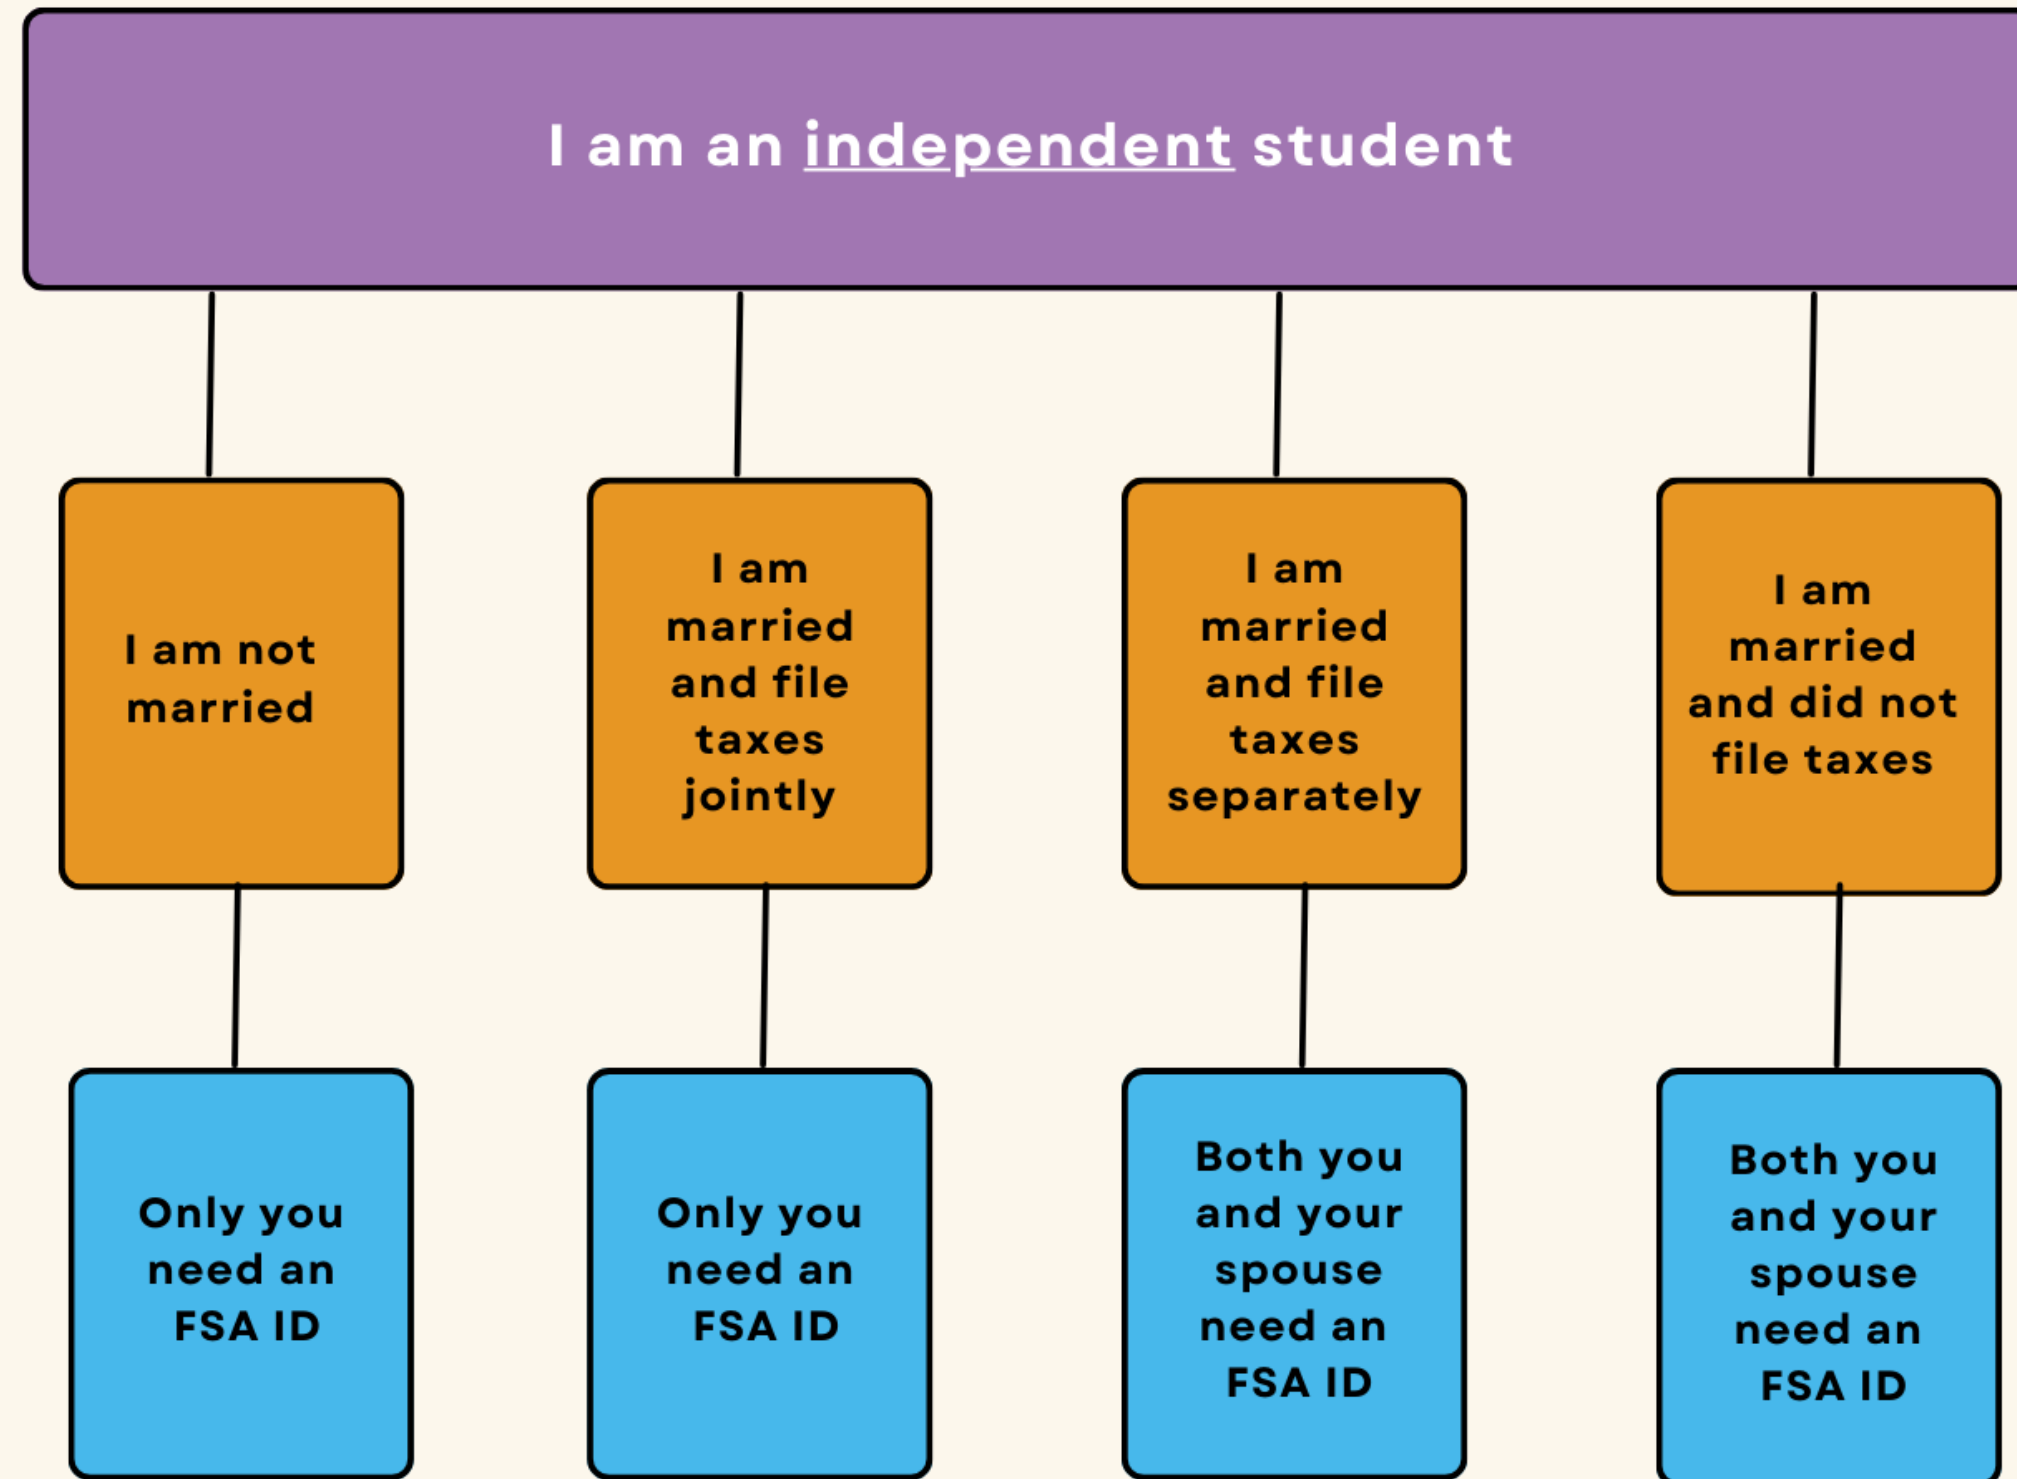 I am an independent student
I am not
married
I am
married
and file
taxes
jointly
I am
married
and file
taxes
separately
I am
married
and did not
file taxes
Only you
need an
FSA ID
Only you
need an
FSA ID
Both you
and your
spouse
need an
FSA ID
Both you
and your
spouse
need an
FSA ID